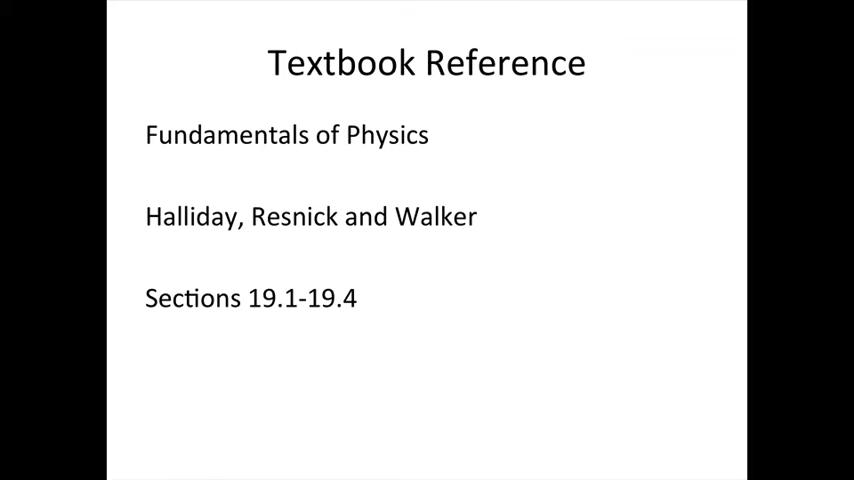 Textbook Reference
Fundamentals of Physics
Halliday, Resnick and Walker
Sections 19.1-19.4